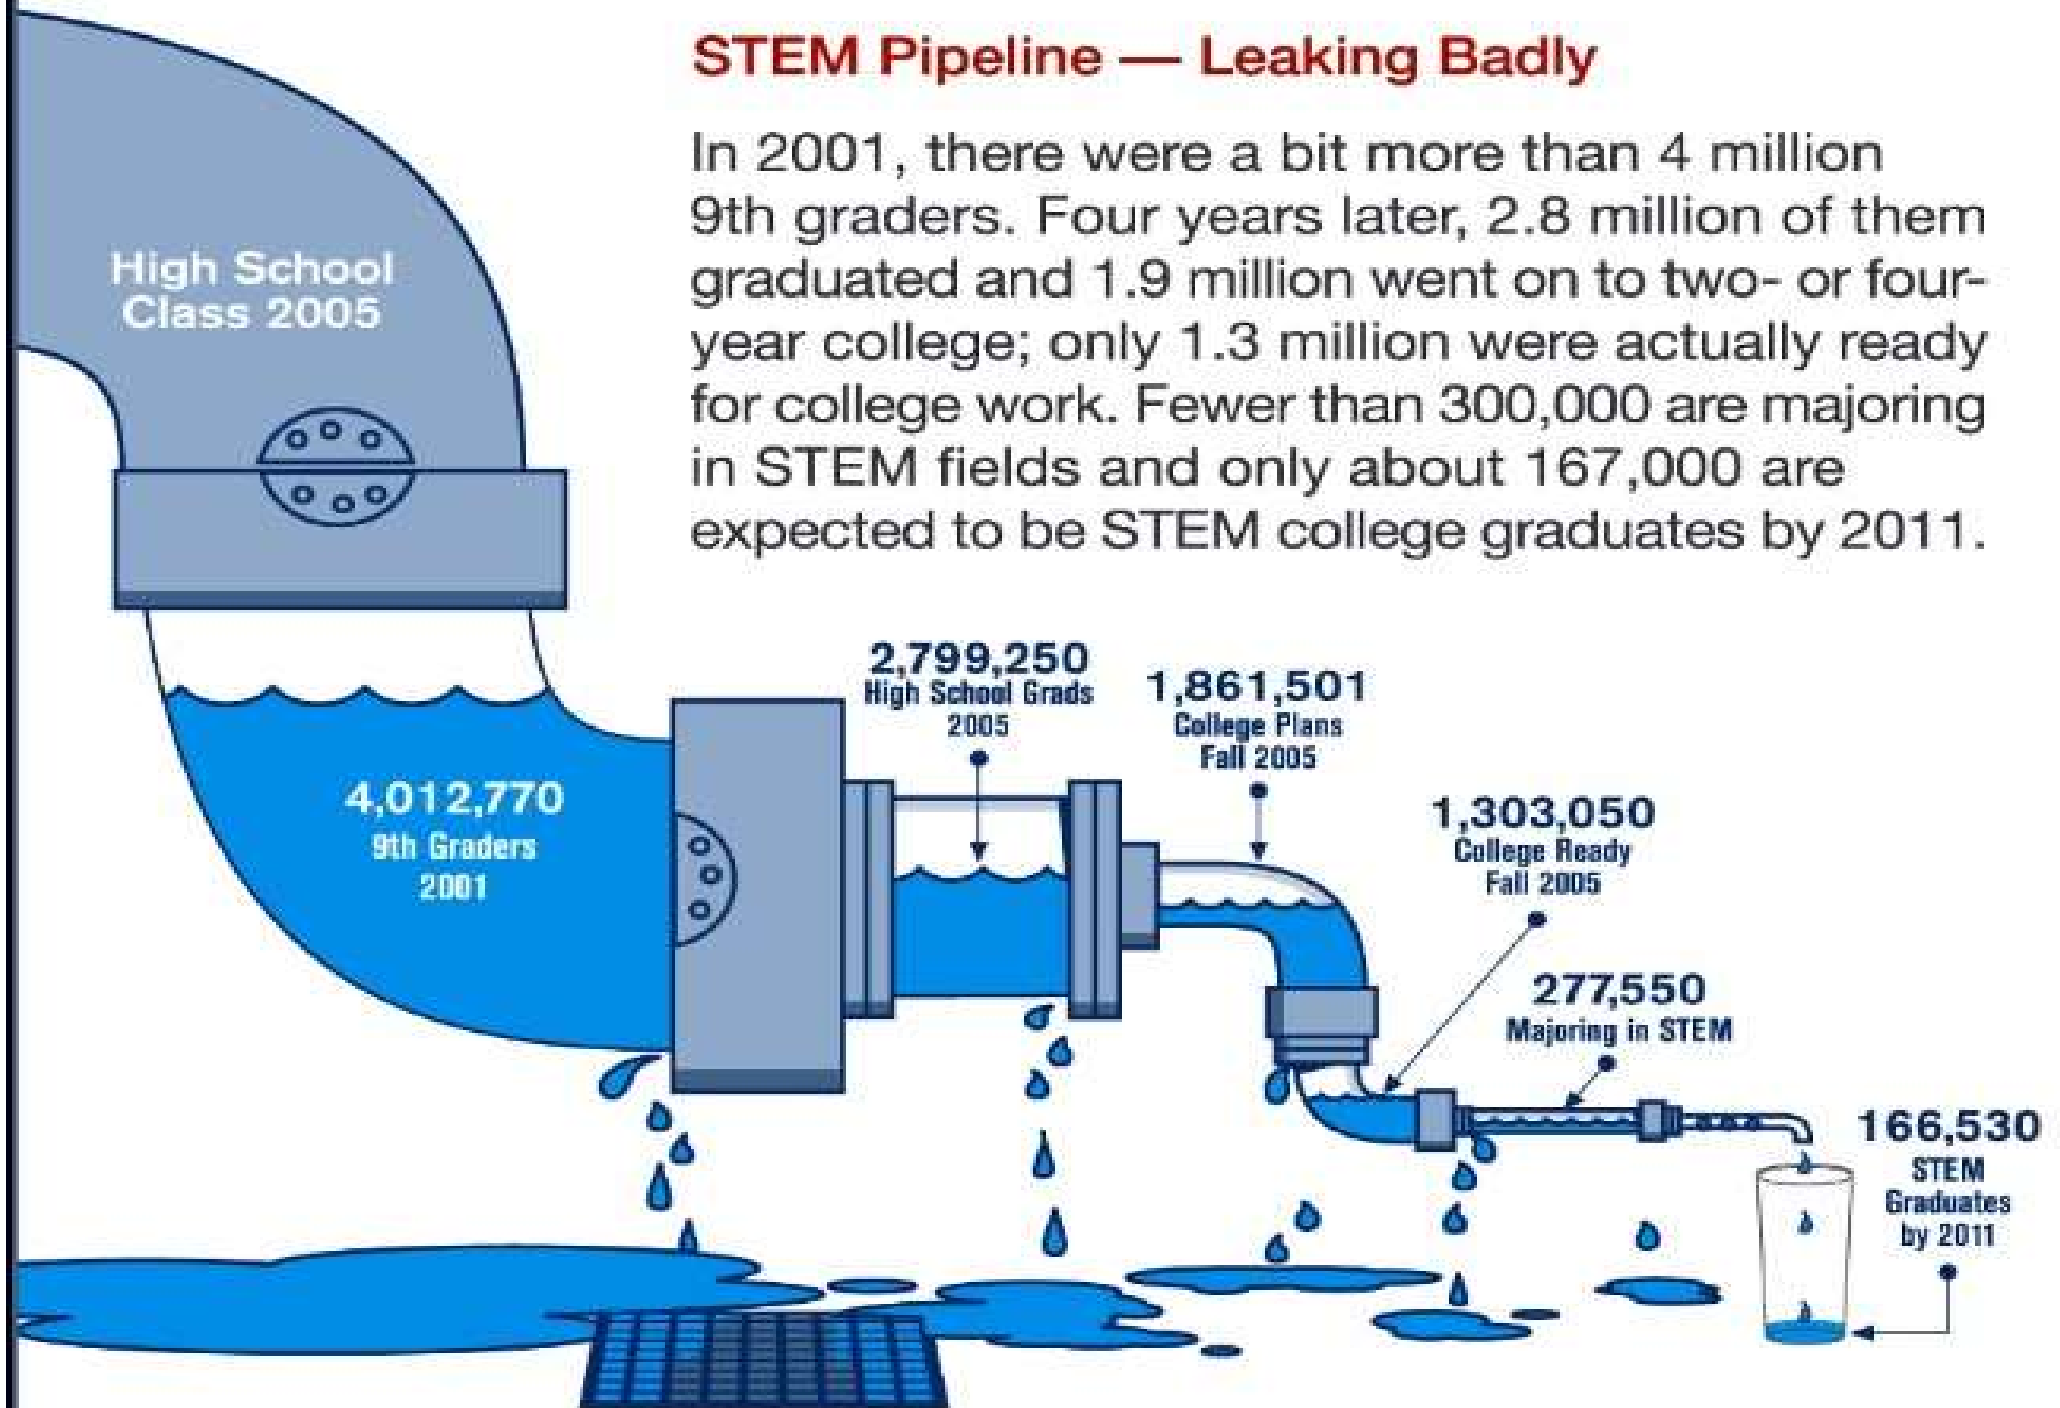 STEM Pipeline — Leaking Badly
In 2001, there were a bit more than 4 million
9th graders. Four years later, 2.8 million of them
graduated and 1.9 million went on to two- or four-
year college; only 1.3 million were actually ready
for college work. Fewer than 300,000 are majoring
in STEM fields and only about 167,000 are
expected to be STEM college graduates by 2011.
High School
Class 2005
4,012,770
9th Graders
2001
2,799,250
High School Grads
2005
1,861,501
College Plans
Fall 2005
1,303,050
College Ready
Fall 2005
277,550
Majoring in STEM
166,530
STEM
Graduates
by 2011